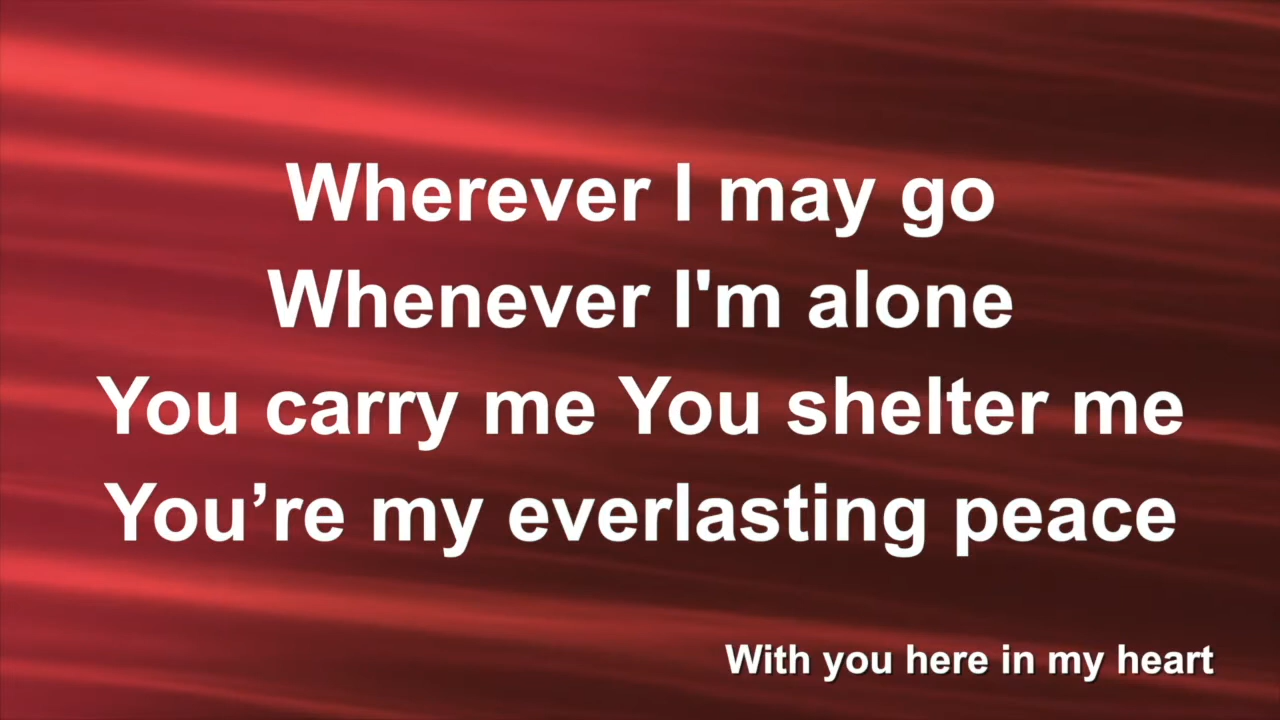 Wherever I may go
Whenever I'm alone
You carry me You shelter me
You’re my everlasting peace
With you here in my heart